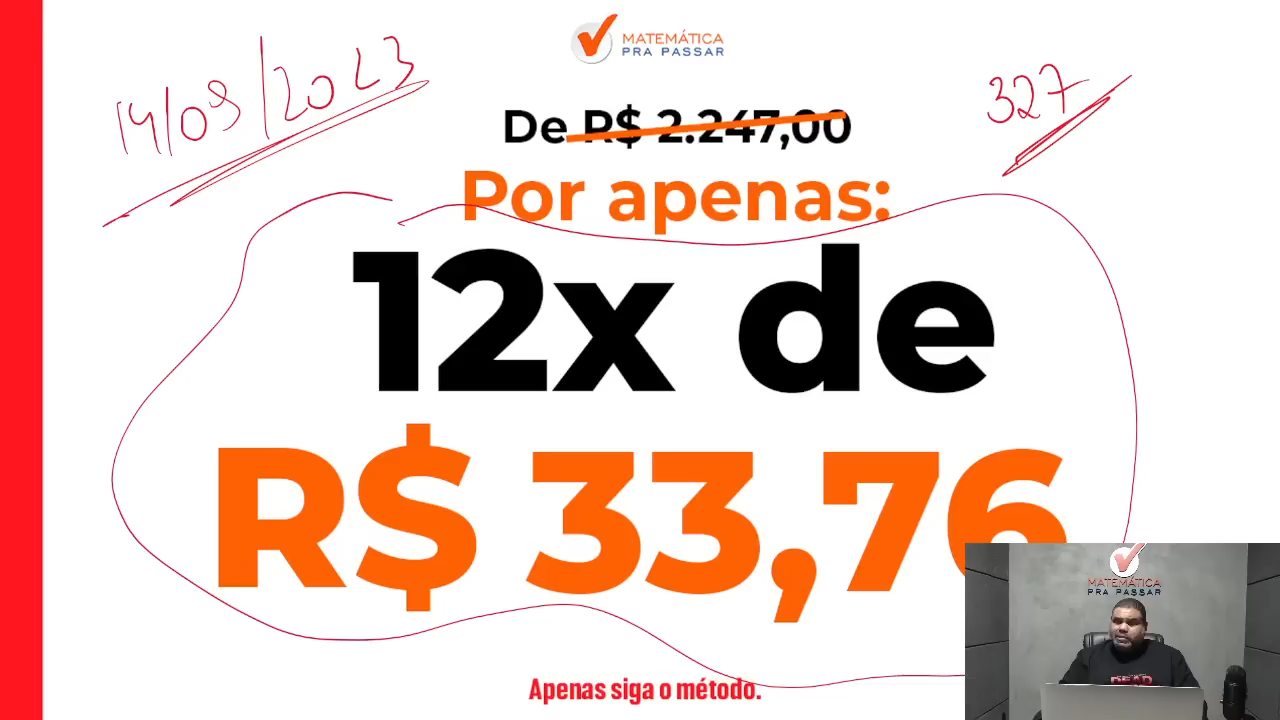 MATEMÁTICA
PRA PASSAR
14/09/2023
327
De R$ 2.247,00
Por apenas:
12x de
R$ 33,76
MATEMÁTICA
PRA PASSAR
Apenas siga o método.